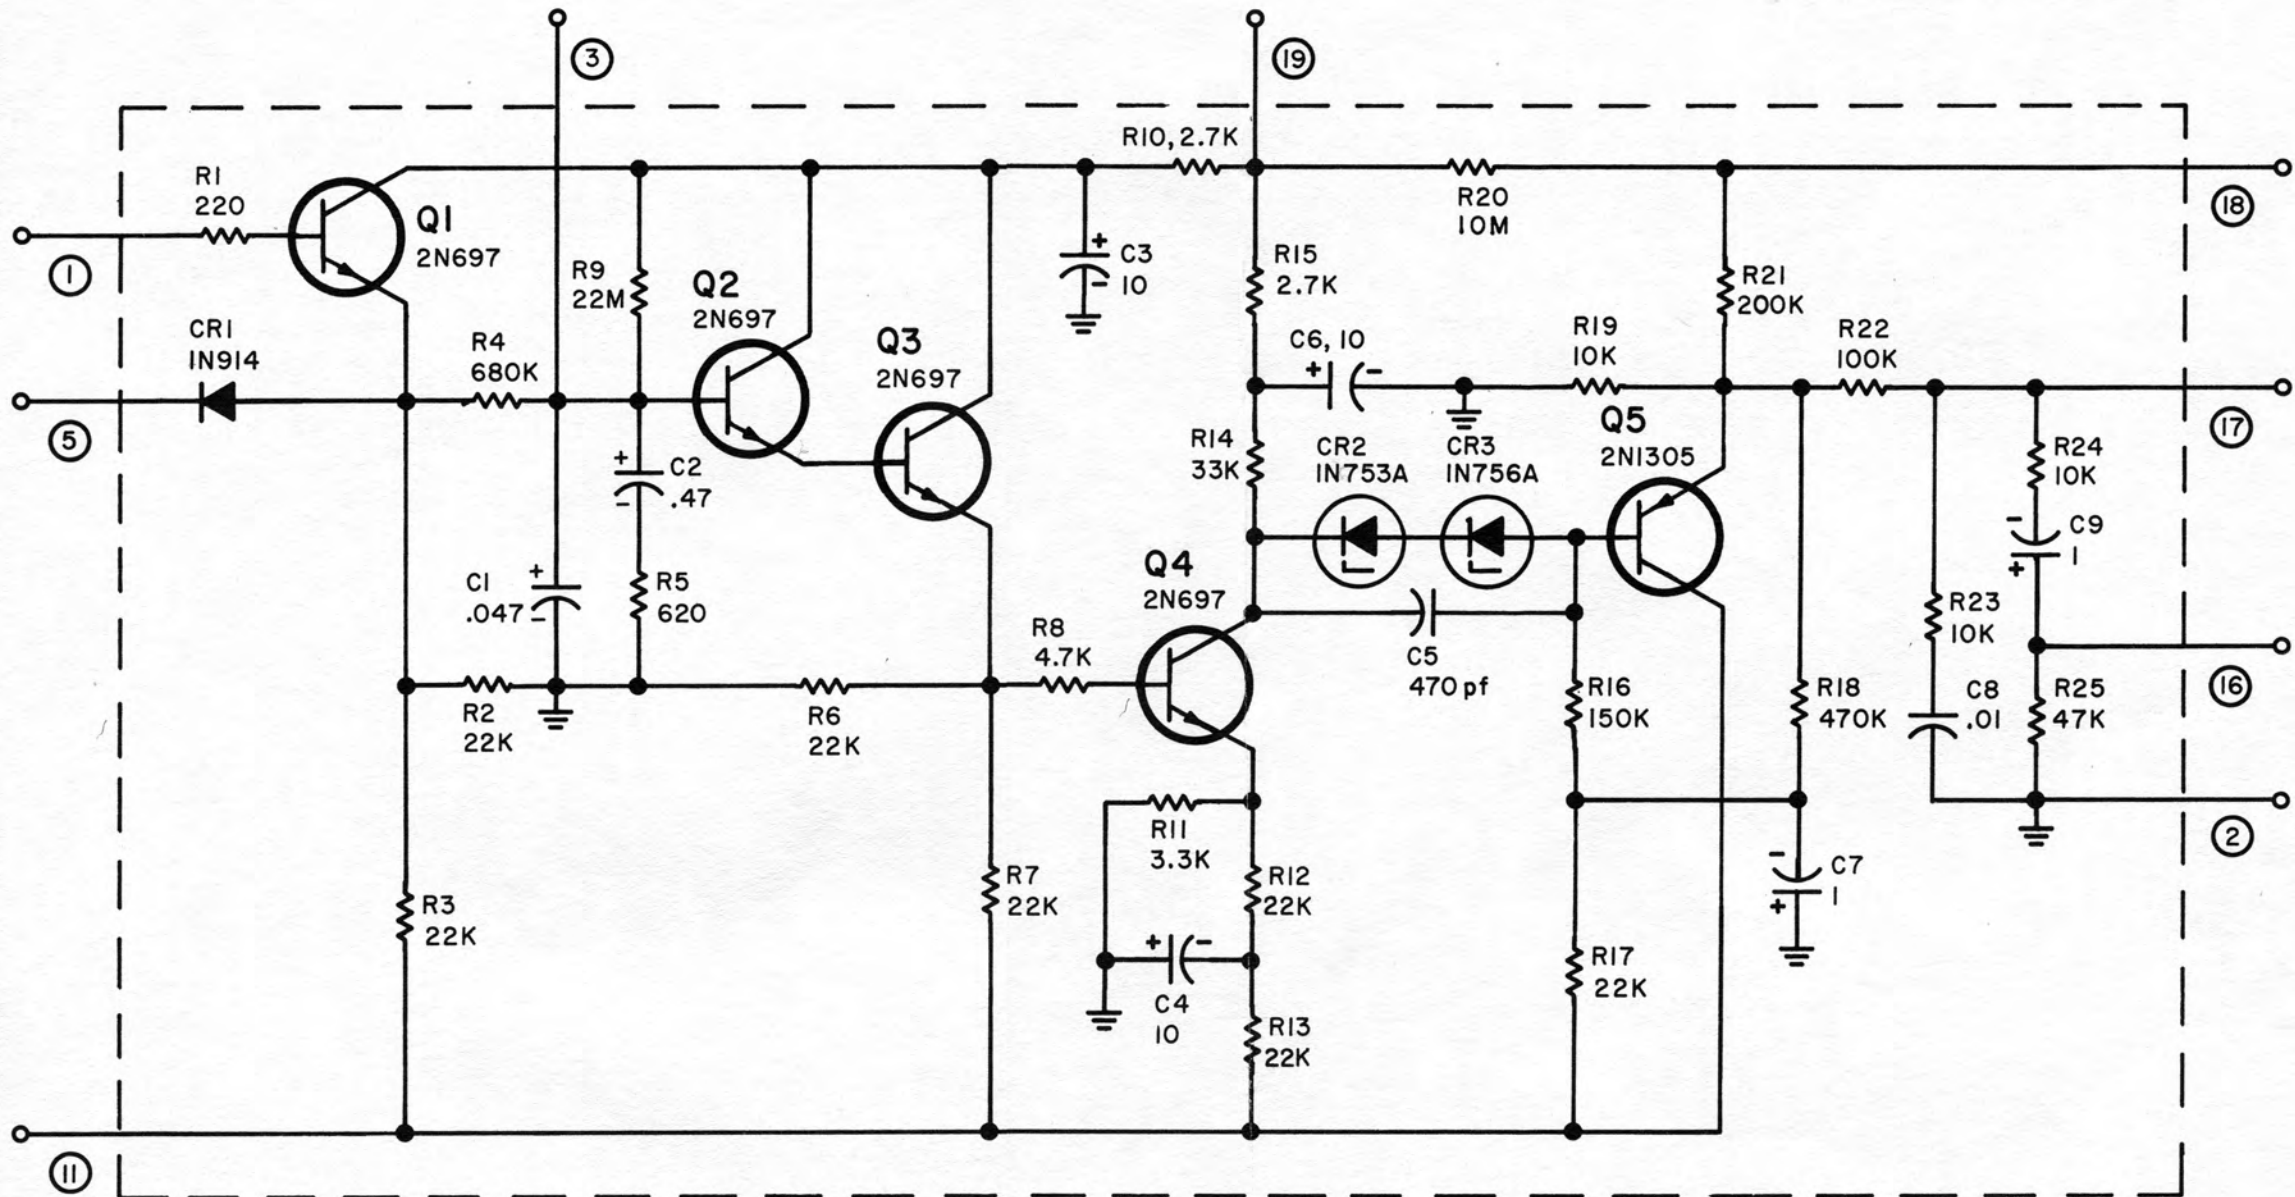 3
19
R10, 2.7K
R1
220
Q1
2N697
1
R9
22M
Q2
2N697
C3
10
R15
2.7K
R20
10M
18
R21
200K
CR1
1N914
R4
680K
Q3
2N697
C6, 10
R19
10K
R22
100K
5
+
C2
-
.47
R14
33K
CR2
1N753A
CR3
1N756A
Q5
2N1305
17
R24
10K
-
C9
+
1
C1
.047
+
-
R5
620
Q4
2N697
R8
4.7K
C5
470 pf
R23
10K
R2
22K
R6
22K
R16
150K
R18
470K
C8
.01
R25
47K
16
R11
3.3K
2
R3
22K
R7
22K
R12
22K
-
C7
+
1
+
-
C4
10
R13
22K
R17
22K
11